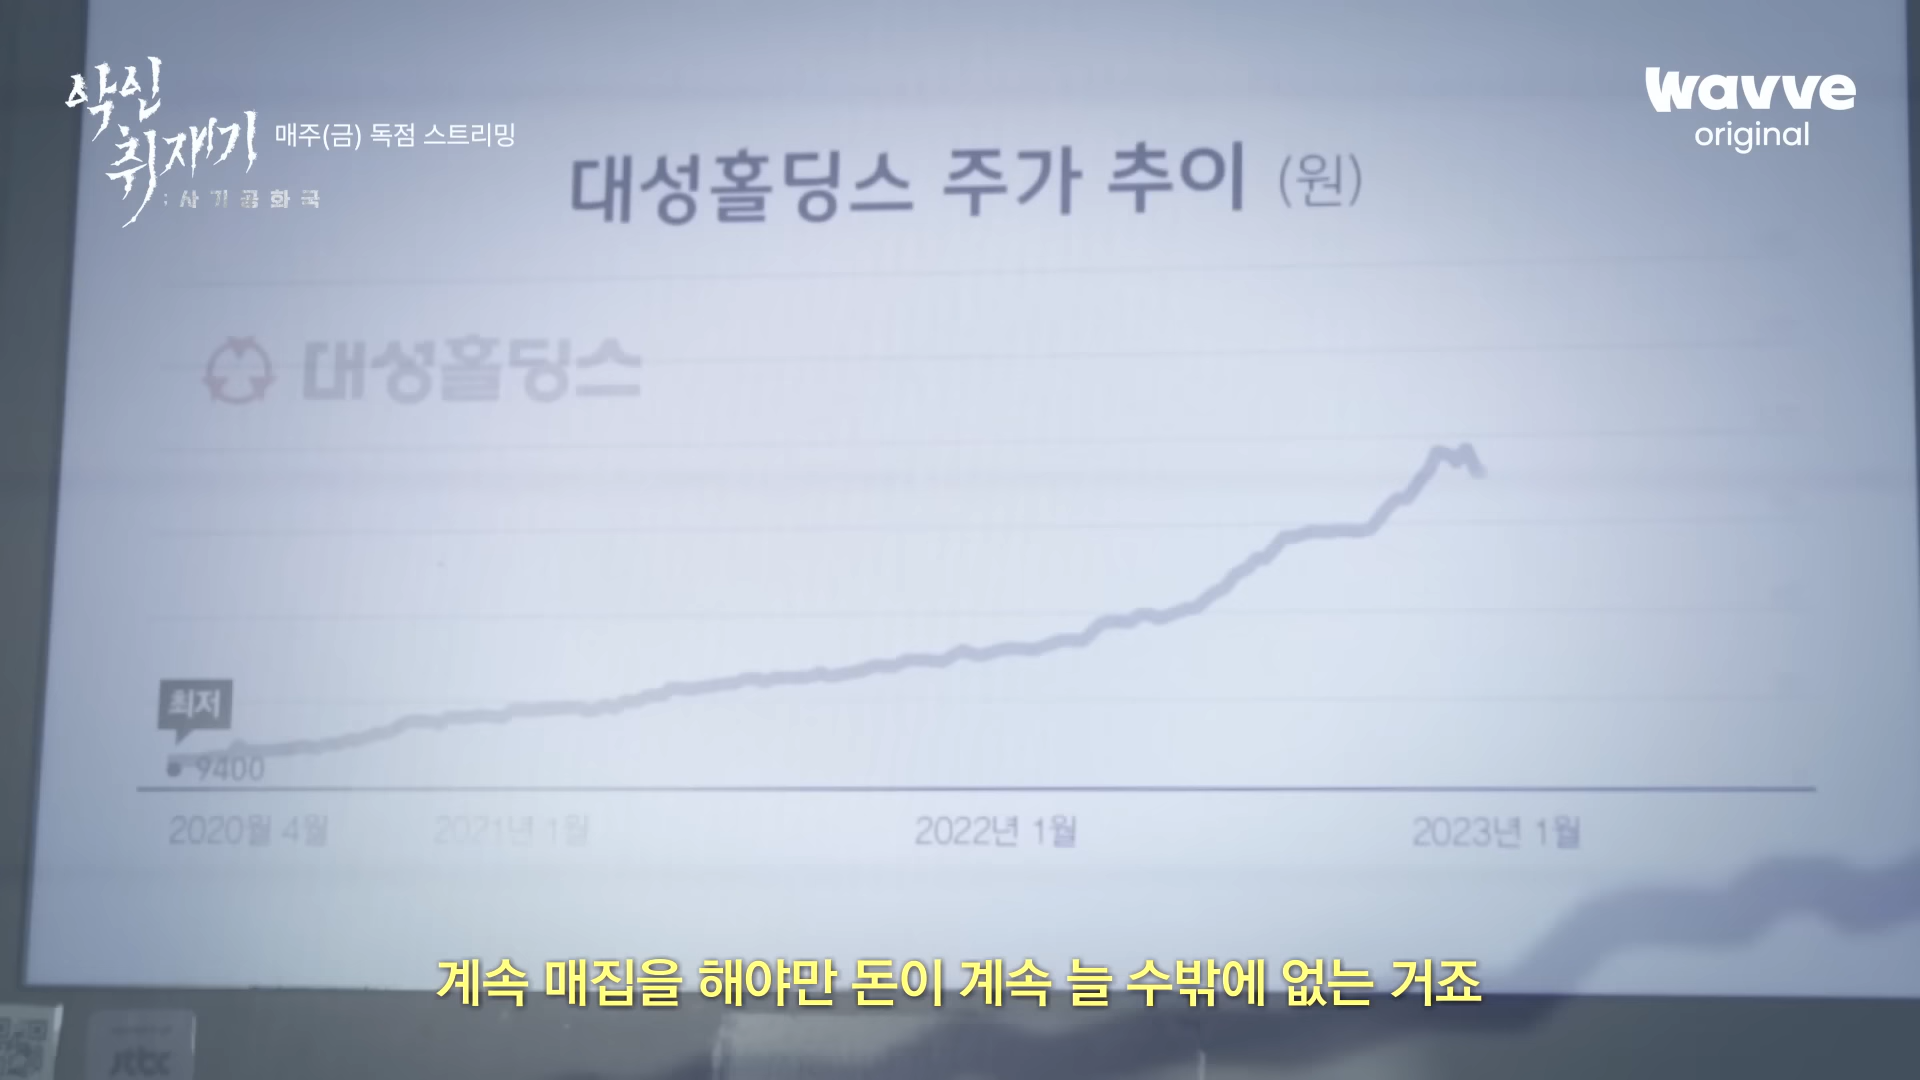 악인
취재기
: 사기공화국
매주(금) 독점 스트리밍
wavve
original
대성홀딩스 주가 추이 (원)
대성홀딩스
최저
9400
2020월 4월
2021년 1월
2022년 1월
2023년 1월
계속 매집을 해야만 돈이 계속 늘 수밖에 없는 거죠
jtbc